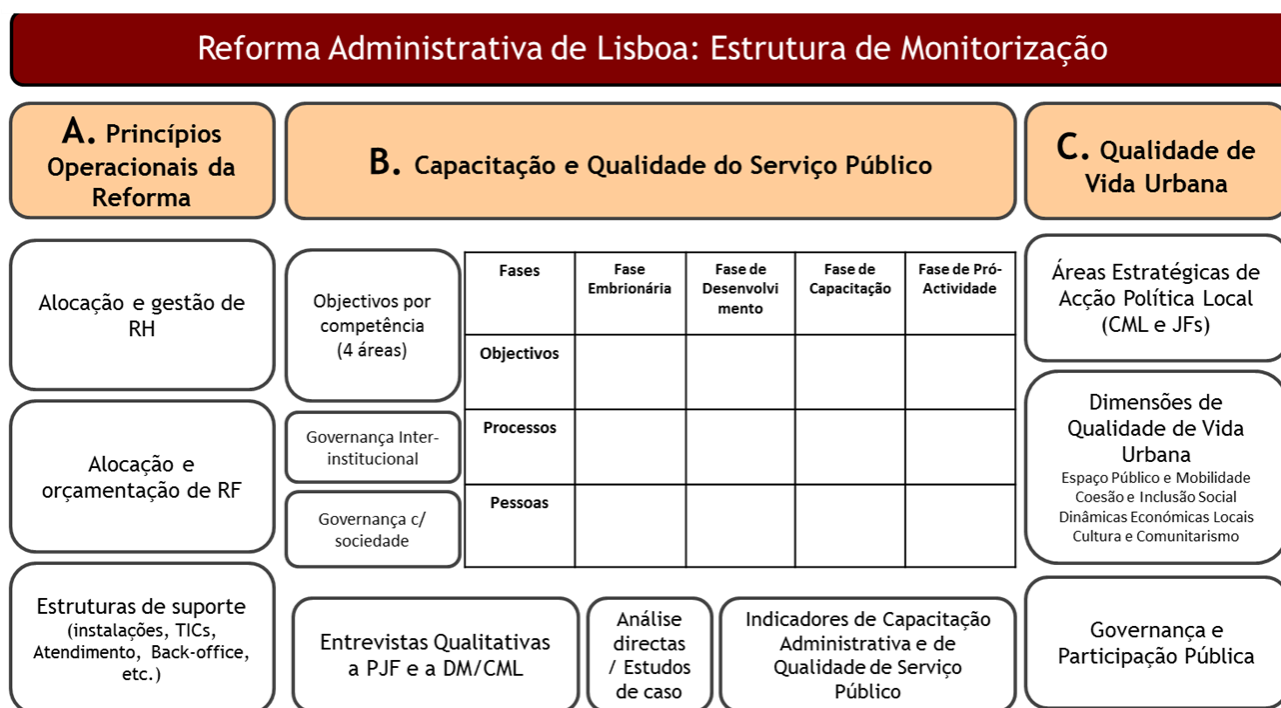 Reforma Administrativa de Lisboa: Estrutura de Monitorização
A. Princípios
Operacionais da
Reforma
B. Capacitação e Qualidade do Serviço Público
C. Qualidade de
Vida Urbana
Alocação e gestão de
RH
Alocação e
orçamentação de RF
Estruturas de suporte
(instalações, TICs,
Atendimento, Back-office,
etc.)
Objectivos por
competência
(4 áreas)
Governança Inter-
institucional
Governança c/
sociedade
Fases
Fase
Embrionária
Fase de
Desenvolvi
mento
Fase de
Capacitação
Fase de Pró-
Actividade
Objectivos
Processos
Pessoas
Entrevistas Qualitativas
a PJF e a DM/CML
Análise
directas
/ Estudos
de caso
Indicadores de Capacitação
Administrativa e de
Qualidade de Serviço
Público
Áreas Estratégicas de
Acção Política Local
(CML e JFs)
Dimensões de
Qualidade de Vida
Urbana
Espaço Público e Mobilidade
Coesão e Inclusão Social
Dinâmicas Económicas Locais
Cultura e Comunitarismo
Governança e
Participação Pública